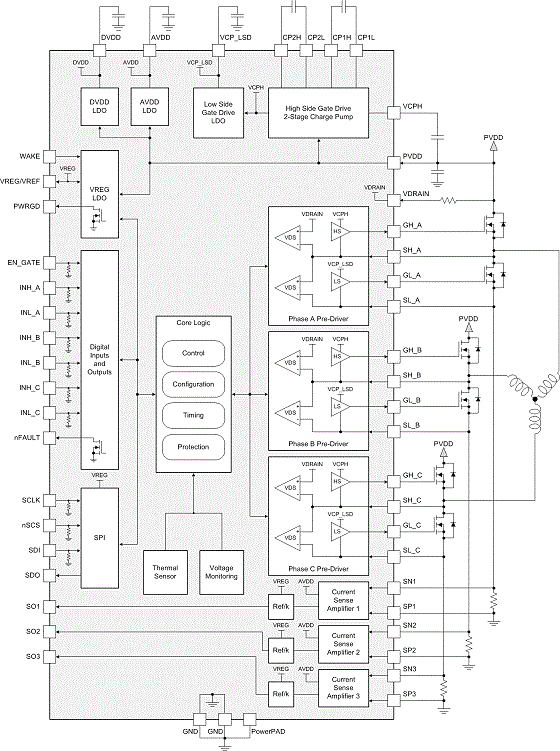 DVDD
AVDD
VCP_LSD
CP2H
CP2L
CP1H
CP1L
DVDD
AVDD
VCP_LSD
VCPH
DVDD
LDO
AVDD
LDO
Low Side
Gate Drive
LDO
High Side Gate Drive
2-Stage Charge Pump
VCPH
PVDD
WAKE
VREG
VREG/VREF
VREG
LDO
PWRGD
PVDD
VDRAIN
VDRAIN
EN_GATE
INH_A
INL_A
INH_B
INL_B
INH_C
INL_C
nFAULT
Digital
Inputs
and
Outputs
Core Logic
Control
Configuration
Timing
Protection
VDRAIN
VCPH
VDS
HS
VCP_LSD
VDS
LS
Phase A Pre-Driver
GH_A
SH_A
GL_A
SL_A
PVDD
VDRAIN
VCPH
VDS
HS
VCP_LSD
VDS
LS
Phase B Pre-Driver
GH_B
SH_B
GL_B
SL_B
PVDD
VDRAIN
VCPH
VDS
HS
VCP_LSD
VDS
LS
Phase C Pre-Driver
GH_C
SH_C
GL_C
SL_C
VREG
SCLK
nSCS
SDI
SDO
SPI
Thermal
Sensor
Voltage
Monitoring
SO1
SO2
SO3
VREG
AVDD
Ref/k
Current
Sense
Amplifier 1
SN1
SP1
VREG
AVDD
Ref/k
Current
Sense
Amplifier 2
SN2
SP2
VREG
AVDD
Ref/k
Current
Sense
Amplifier 3
SN3
SP3
GND
GND
PowerPAD